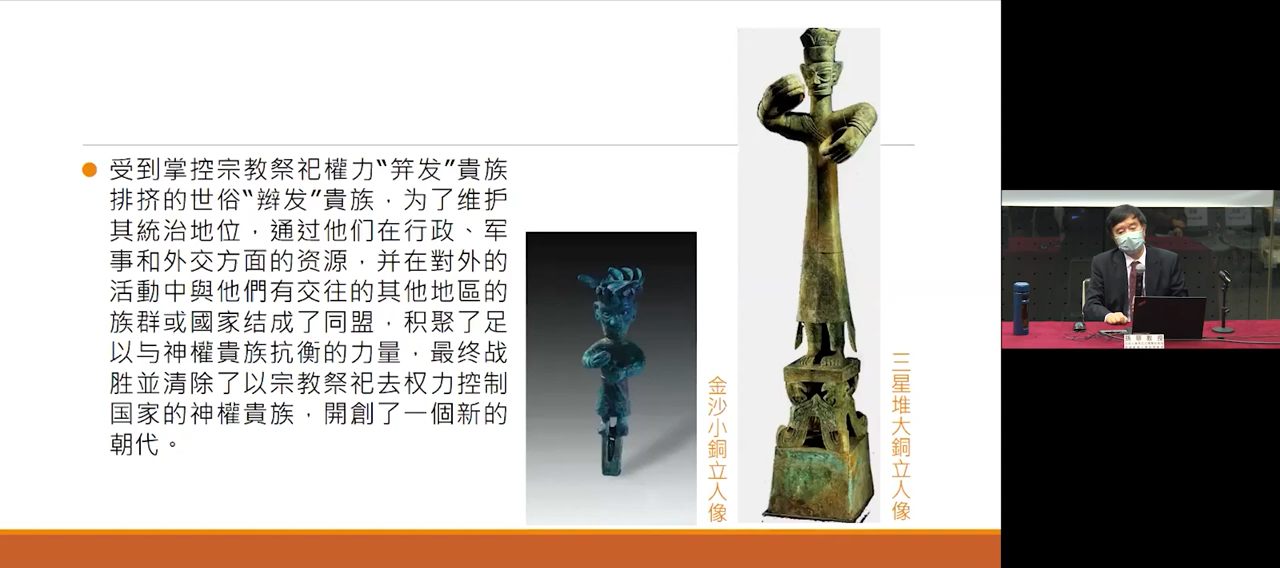 受到掌控宗教祭祀權力“笄发”貴族
排挤的世俗“辫发”貴族，为了维护
其統治地位，通过他们在行政、军
事和外交方面的资源，并在對外的
活動中與他們有交往的其他地區的
族群或國家结成了同盟，积聚了足
以与神權貴族抗衡的力量，最终战
胜並清除了以宗教祭祀去权力控制
国家的神權貴族，開創了一個新的
朝代。
金沙小銅立人像
三星堆大銅立人像
孫華教授